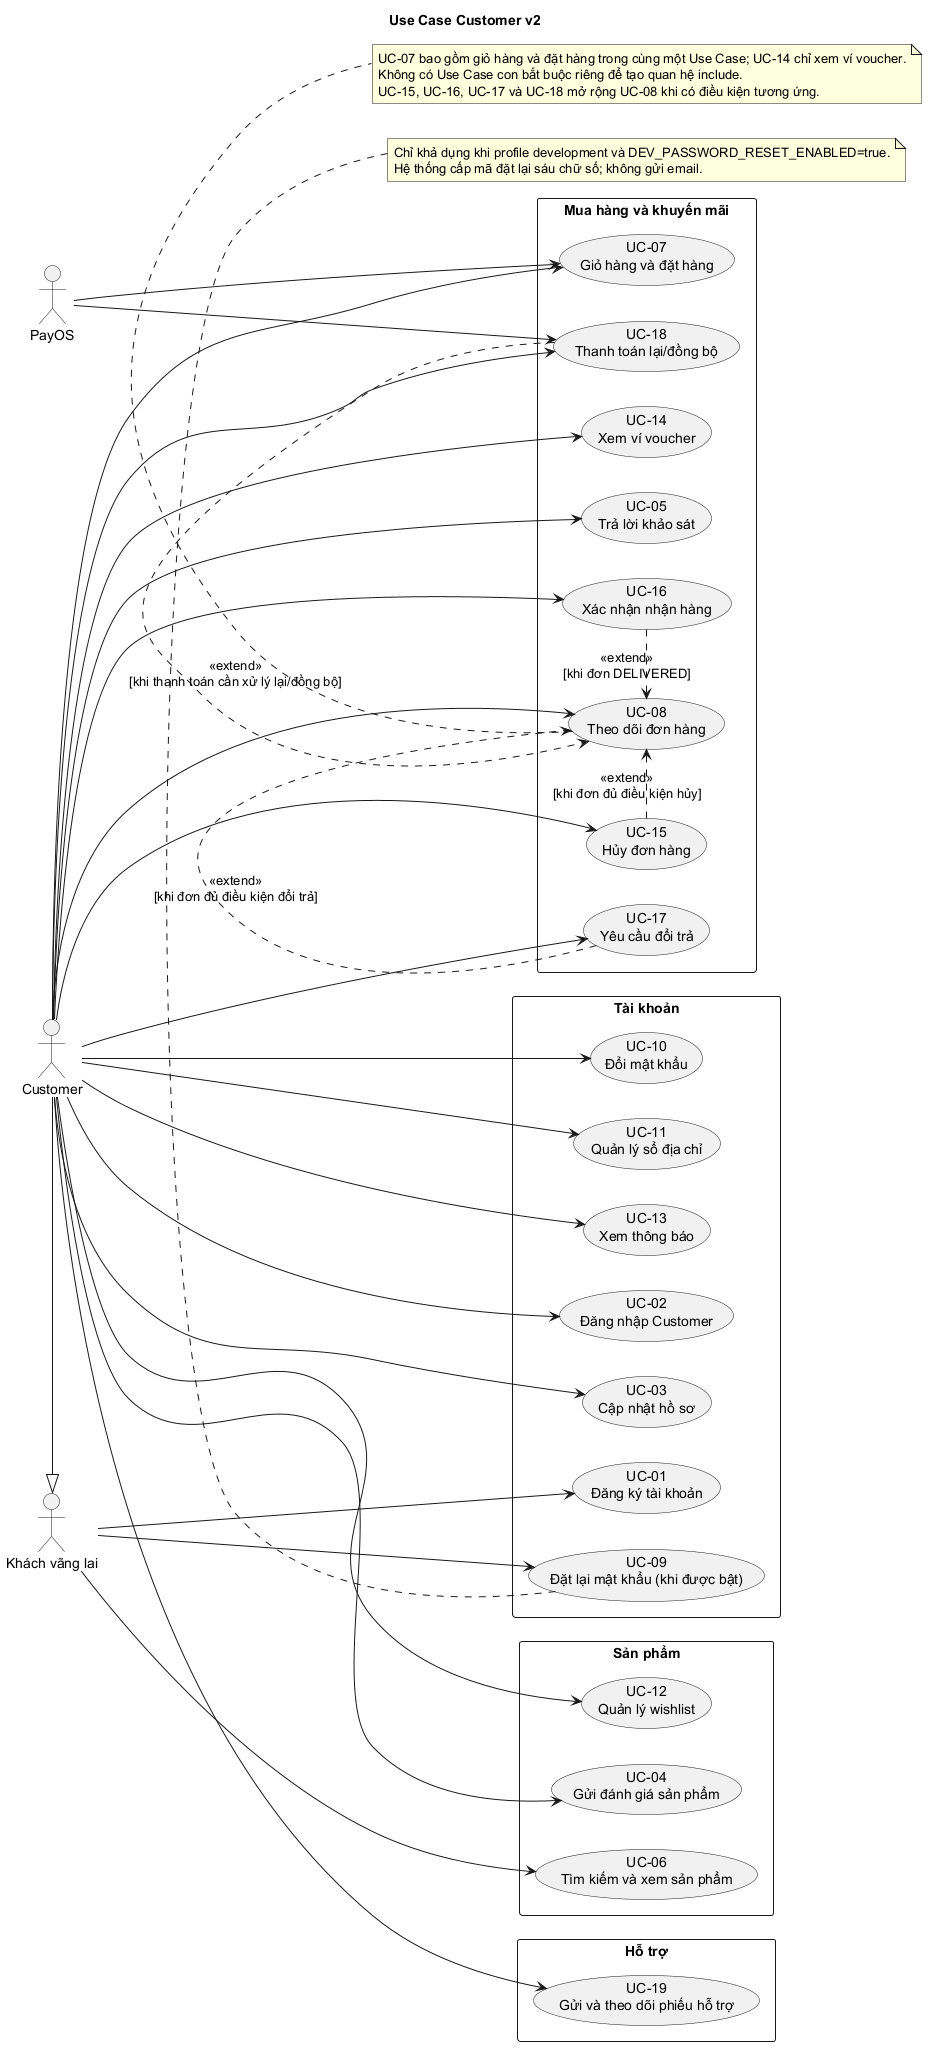 Use Case Customer v2
UC-07 bao gồm giỏ hàng và đặt hàng trong cùng một Use Case; UC-14 chỉ xem ví voucher.
Không có Use Case con bắt buộc riêng để tạo quan hệ include.
UC-15, UC-16, UC-17 và UC-18 mở rộng UC-08 khi có điều kiện tương ứng.
Chỉ khả dụng khi profile development và DEV_PASSWORD_RESET_ENABLED=true.
Hệ thống cấp mã đặt lại sáu chữ số; không gửi email.
Mua hàng và khuyến mãi
UC-07
Giỏ hàng và đặt hàng
PayOS
UC-18
Thanh toán lại/đồng bộ
UC-14
Xem ví voucher
UC-05
Trả lời khảo sát
UC-16
Xác nhận nhận hàng
«extend»
[khi đơn DELIVERED]
«extend»
[khi thanh toán cần xử lý lại/đồng bộ]
UC-08
Theo dõi đơn hàng
«extend»
[khi đơn đủ điều kiện hủy]
UC-15
Hủy đơn hàng
«extend»
[khi đơn đủ điều kiện đổi trả]
UC-17
Yêu cầu đổi trả
Tài khoản
UC-10
Đổi mật khẩu
Customer
UC-11
Quản lý sổ địa chỉ
UC-13
Xem thông báo
UC-02
Đăng nhập Customer
UC-03
Cập nhật hồ sơ
UC-01
Đăng ký tài khoản
Khách vãng lai
UC-09
Đặt lại mật khẩu (khi được bật)
Sản phẩm
UC-12
Quản lý wishlist
UC-04
Gửi đánh giá sản phẩm
UC-06
Tìm kiếm và xem sản phẩm
Hỗ trợ
UC-19
Gửi và theo dõi phiếu hỗ trợ